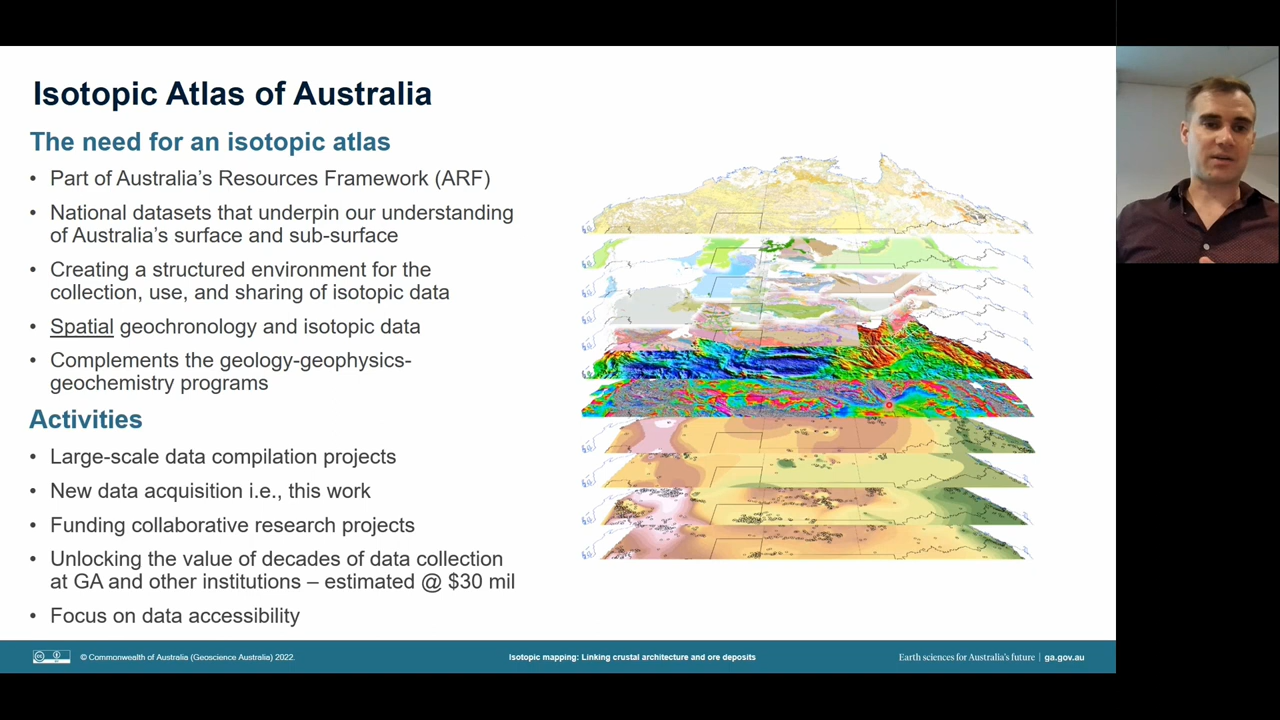 Isotopic Atlas of Australia
The need for an isotopic atlas
• Part of Australia’s Resources Framework (ARF)
• National datasets that underpin our understanding
of Australia’s surface and sub-surface
• Creating a structured environment for the
collection, use, and sharing of isotopic data
• Spatial geochronology and isotopic data
• Complements the geology-geophysics-
geochemistry programs
Activities
• Large-scale data compilation projects
• New data acquisition i.e., this work
• Funding collaborative research projects
• Unlocking the value of decades of data collection
at GA and other institutions – estimated @ $30 mil
• Focus on data accessibility
© Commonwealth of Australia (Geoscience Australia) 2022.
Isotopic mapping: Linking crustal architecture and ore deposits
Earth sciences for Australia’s future | ga.gov.au